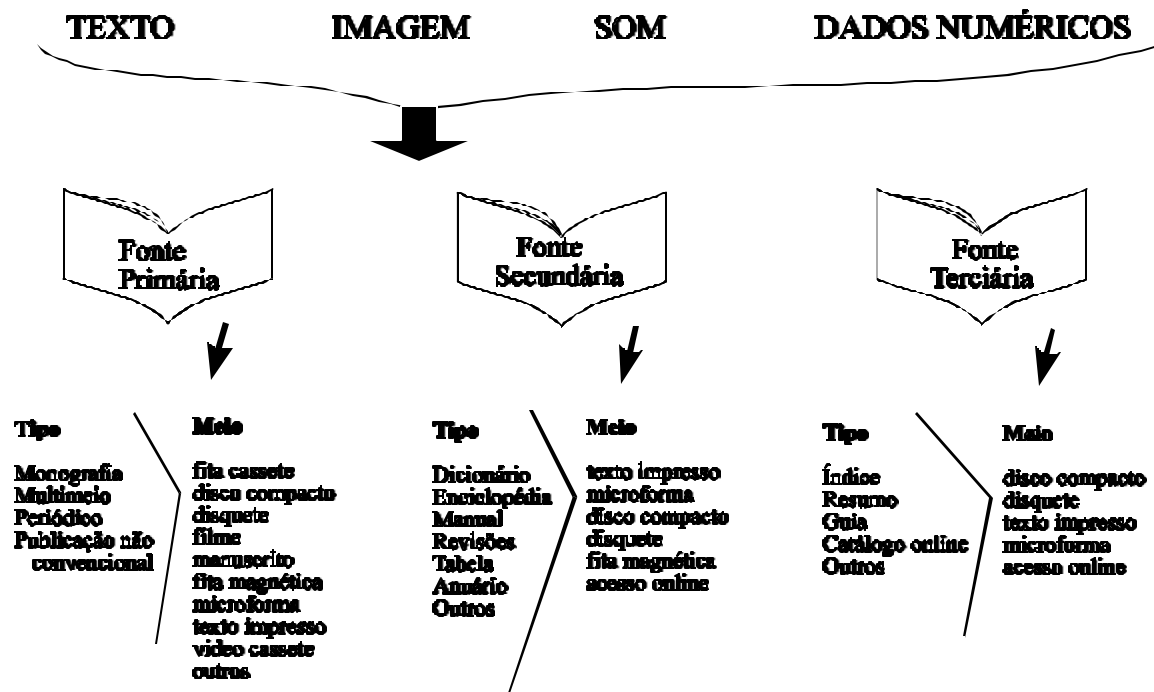 TEXTO IMAGEM SOM DADOS NUMÉRICOS
Fonte
Primária
Fonte
Secundária
Fonte
Terciária
Tipo
Monografia
Multimeio
Periódico
Publicação não
convencional
Meio
fita cassete
disco compacto
disquete
filme
manuscrito
fita magnética
microforma
texto impresso
video cassete
outros
Tipo
Dicionário
Enciclopédia
Manual
Revisões
Tabela
Anuário
Outros
Meio
texto impresso
microforma
disco compacto
disquete
fita magnética
acesso online
Tipo
Índice
Resumo
Guia
Catálogo online
Outros
Meio
disco compacto
disquete
texto impresso
microforma
acesso online